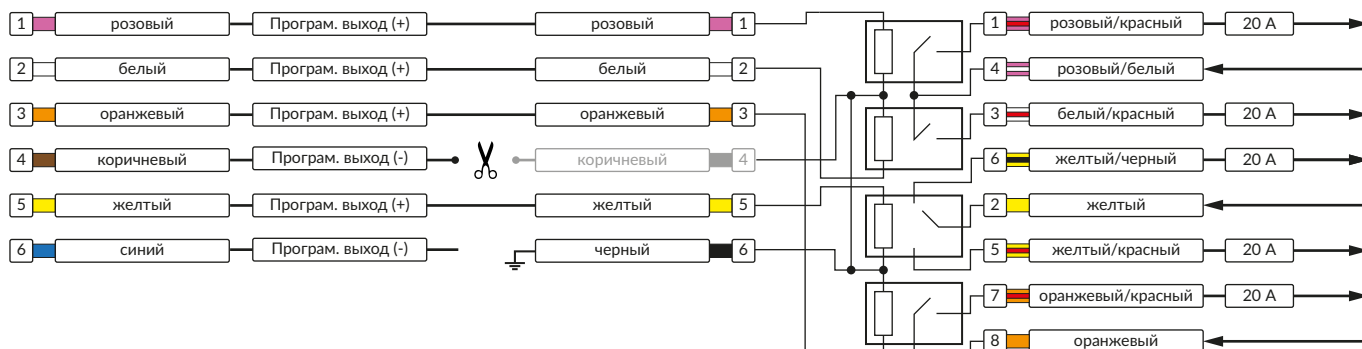 1 розовый Програм. выход (+) розовый 1 1 розовый/красный 20 A
2 белый Програм. выход (+) белый 2 4 розовый/белый
3 оранжевый Програм. выход (+) оранжевый 3 3 белый/красный 20 A
4 коричневый Програм. выход (-) коричневый 4 6 желтый/черный 20 A
5 желтый Програм. выход (+) желтый 5 2 желтый
6 синий Програм. выход (-) черный 6 5 желтый/красный 20 A
7 оранжевый/красный 20 A
8 оранжевый